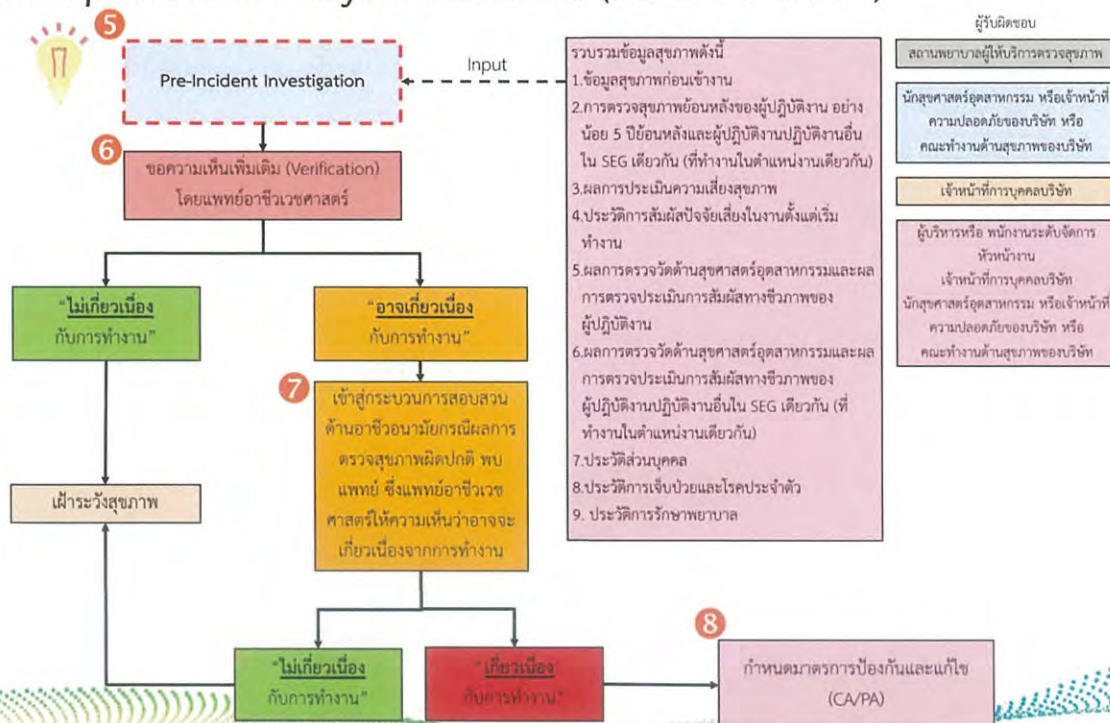 5
Pre-Incident Investigation
Input
6
ขอความเห็นเพิ่มเติม (Verification)
โดยแพทย์อาชีวเวชศาสตร์
"ไม่เกี่ยวเนื่อง
กับการทำงาน"
"อาจเกี่ยวเนื่อง
กับการทำงาน"
7
เข้าสู่กระบวนการสอบสวน
ด้านอาชีวอนามัยกรณีผลการ
ตรวจสุขภาพผิดปกติ พบ
แพทย์ ซึ่งแพทย์อาชีวเวช
ศาสตร์ให้ความเห็นว่าอาจจะ
เกี่ยวเนื่องจากการทำงาน
เฝ้าระวังสุขภาพ
"ไม่เกี่ยวเนื่อง
กับการทำงาน"
"เกี่ยวเนื่อง
กับการทำงาน"
8
กำหนดมาตรการป้องกันและแก้ไข
(CA/PA)
รวบรวมข้อมูลสุขภาพดังนี้
1.ข้อมูลสุขภาพก่อนเข้างาน
2.การตรวจสุขภาพย้อนหลังของผู้ปฏิบัติงาน อย่าง
น้อย 5 ปีย้อนหลังและผู้ปฏิบัติงานปฏิบัติงานอื่น
ใน SEG เดียวกัน (ที่ทำงานในตำแหน่งงานเดียวกัน)
3.ผลการประเมินความเสี่ยงสุขภาพ
4.ประวัติการสัมผัสปัจจัยเสี่ยงในงานตั้งแต่เริ่ม
ทำงาน
5.ผลการตรวจวัดด้านสุขศาสตร์อุตสาหกรรมและผล
การตรวจประเมินการสัมผัสทางชีวภาพของ
ผู้ปฏิบัติงาน
6.ผลการตรวจวัดด้านสุขศาสตร์อุตสาหกรรมและผล
การตรวจประเมินการสัมผัสทางชีวภาพของ
ผู้ปฏิบัติงานปฏิบัติงานอื่นใน SEG เดียวกัน (ที่
ทำงานในตำแหน่งงานเดียวกัน)
7.ประวัติส่วนบุคคล
8.ประวัติการเจ็บป่วยและโรคประจำตัว
9. ประวัติการรักษาพยาบาล
ผู้รับผิดชอบ
สถานพยาบาลผู้ให้บริการตรวจสุขภาพ
นักสุขศาสตร์อุตสาหกรรม หรือเจ้าหน้าที่
ความปลอดภัยของบริษัท หรือ
คณะทำงานด้านสุขภาพของบริษัท
เจ้าหน้าที่การบุคคลบริษัท
ผู้บริหารหรือ พนักงานระดับจัดการ
หัวหน้างาน
เจ้าหน้าที่การบุคคลบริษัท
นักสุขศาสตร์อุตสาหกรรม หรือเจ้าหน้าที่
ความปลอดภัยของบริษัท หรือ
คณะทำงานด้านสุขภาพของบริษัท